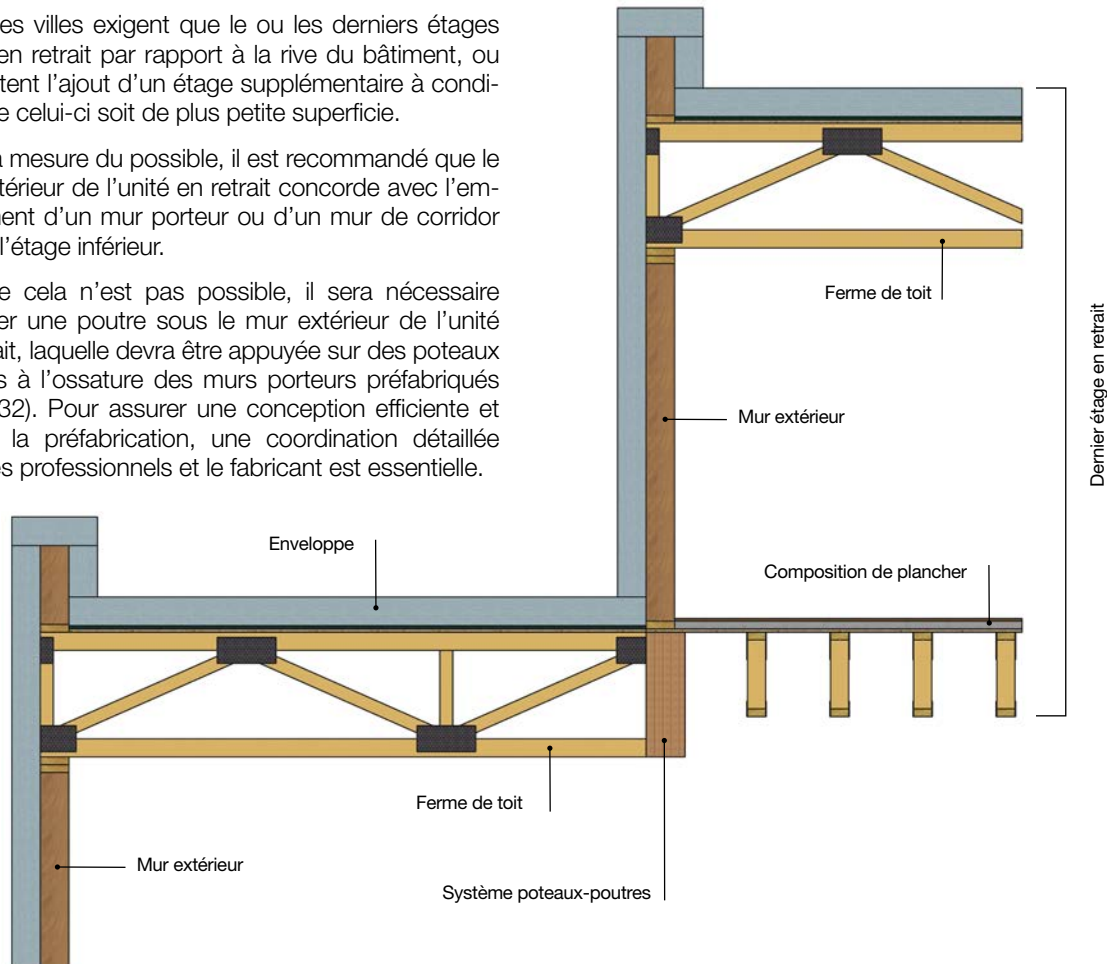 es villes exigent que le ou les derniers étages
en retrait par rapport à la rive du bâtiment, ou
tent l'ajout d'un étage supplémentaire à condi-
e celui-ci soit de plus petite superficie.
a mesure du possible, il est recommandé que le
térieur de l'unité en retrait concorde avec l'em-
ment d'un mur porteur ou d'un mur de corridor
l'étage inférieur.
e cela n'est pas possible, il sera nécessaire
er une poutre sous le mur extérieur de l'unité
ait, laquelle devra être appuyée sur des poteaux
s à l'ossature des murs porteurs préfabriqués
32). Pour assurer une conception efficiente et
la préfabrication, une coordination détaillée
es professionnels et le fabricant est essentielle.
Ferme de toit
Dernier étage en retrait
Mur extérieur
Enveloppe
Composition de plancher
Ferme de toit
Mur extérieur
Système poteaux-poutres